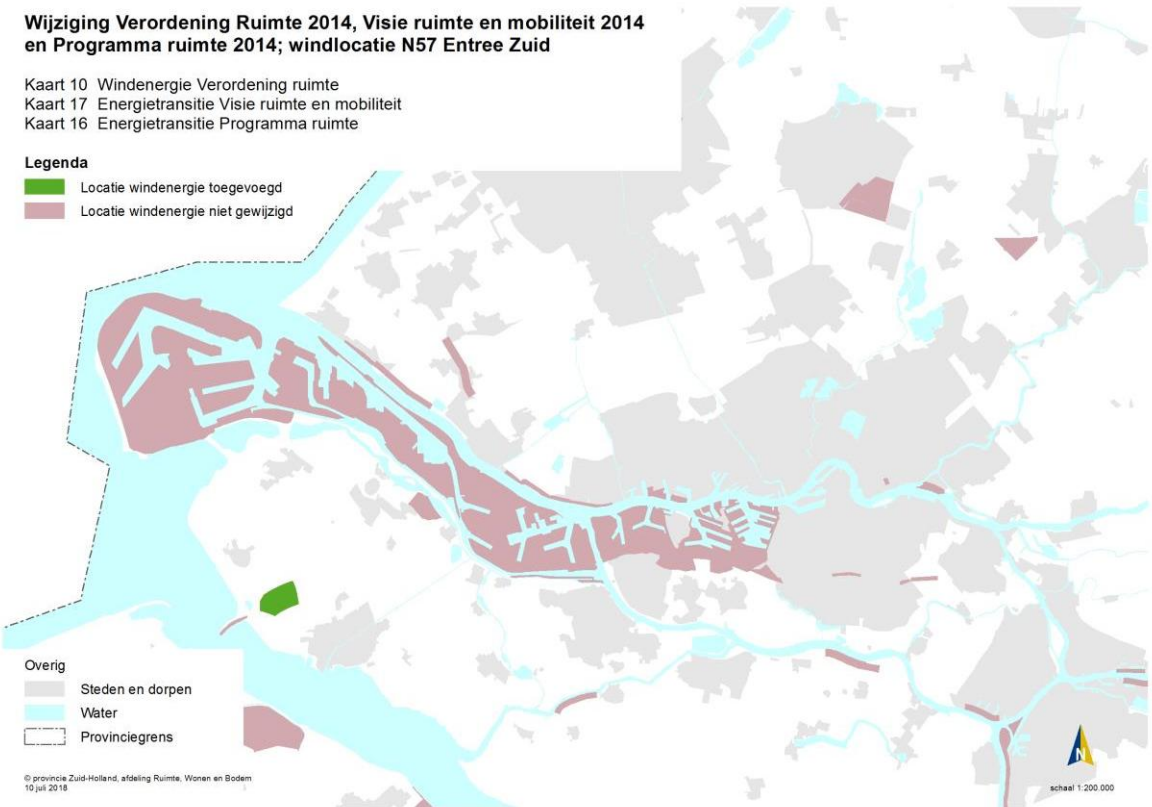 Wijziging Verordening Ruimte 2014, Visie ruimte en mobiliteit 2014
en Programma ruimte 2014; windlocatie N57 Entree Zuid
Kaart 10 Windenergie Verordening ruimte
Kaart 17 Energietransitie Visie ruimte en mobiliteit
Kaart 16 Energietransitie Programma ruimte
Legenda
Locatie windenergie toegevoegd
Locatie windenergie niet gewijzigd
Overig
Steden en dorpen
Water
Provinciegrens
© provincie Zuid-Holland, afdeling Ruimte, Wonen en Bodem
10 juli 2018
N
schaal 1:200.000